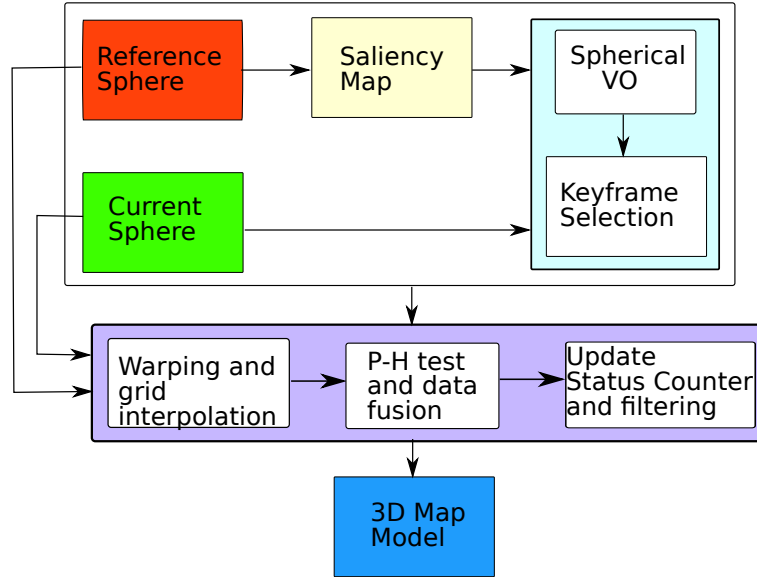 Reference
Sphere
Saliency
Map
Spherical
VO
Current
Sphere
Keyframe
Selection
Warping and
grid
interpolation
P-H test
and data
fusion
Update
Status Counter
and filtering
3D Map
Model